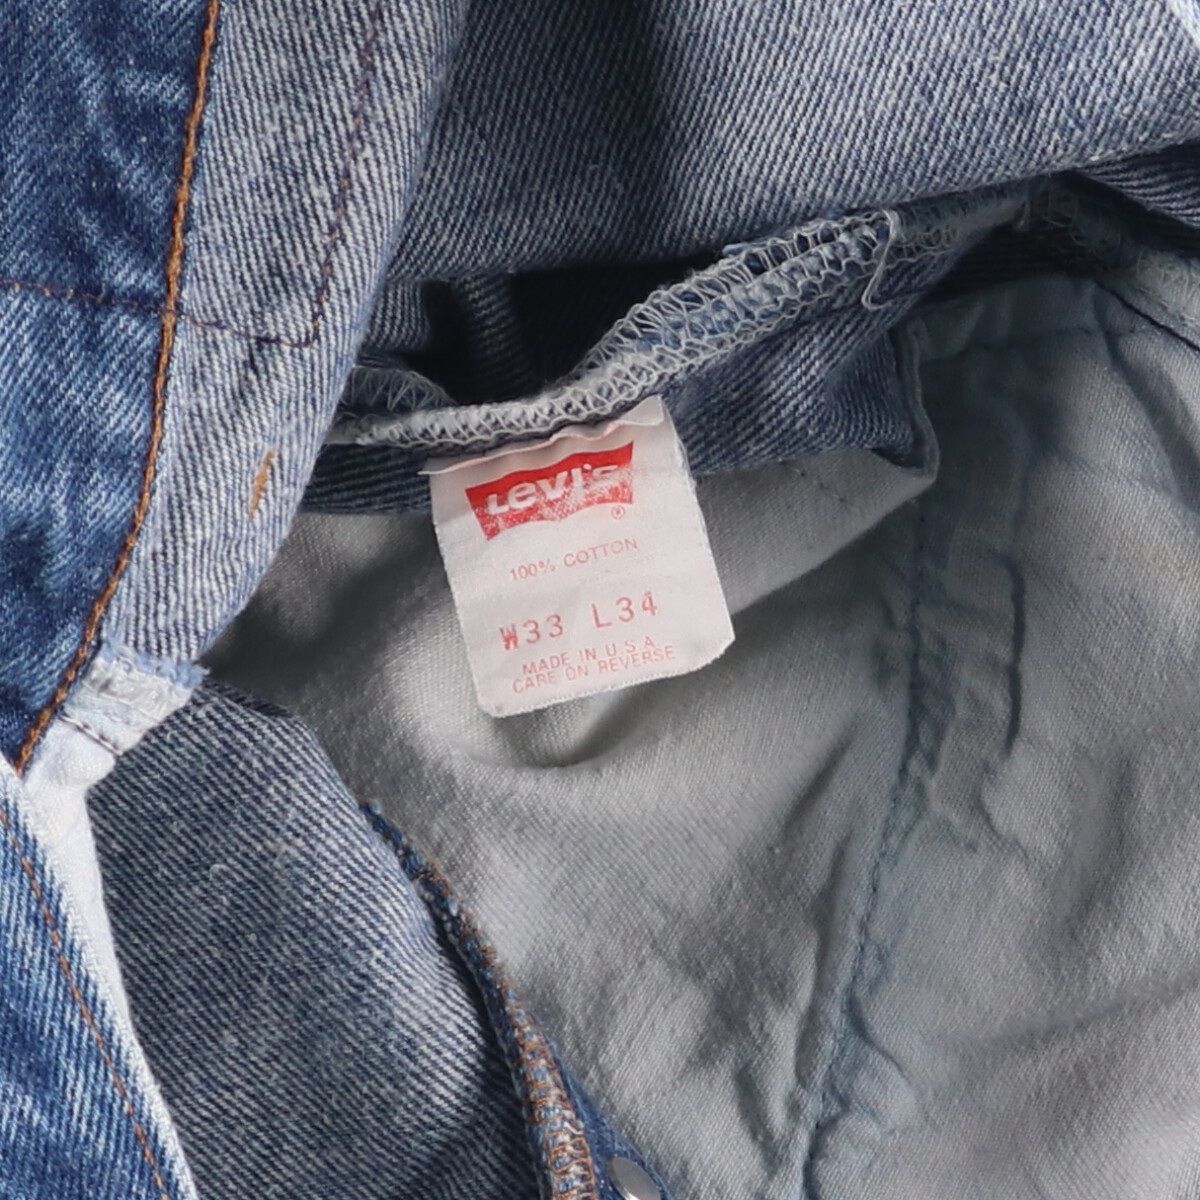 Levi's ®
100% COTTON
W33 L34
MADE IN U.S.A.
CARE ON REVERSE